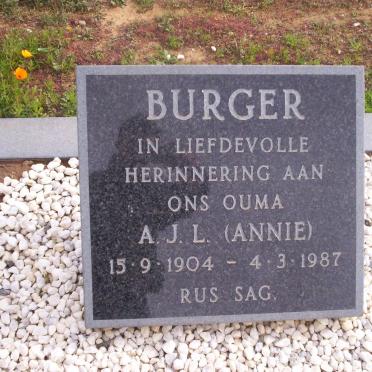 BURGER
IN LIEFDEVOLLE
HERINNERING AAN
ONS OUMA
A. J. L. (ANNIE)
15·9·1904 – 4·3·1987
RUS SAG.